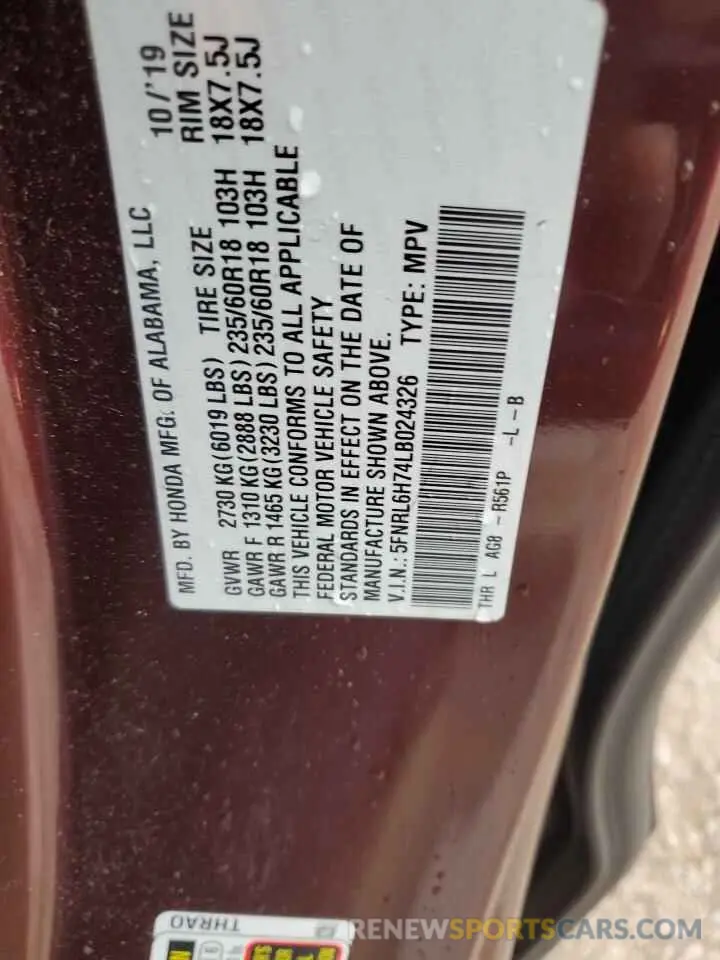 MFD. BY HONDA MFG. OF ALABAMA, LLC 10/'19
GVWR 2730 KG (6019 LBS) TIRE SIZE RIM SIZE
GAWR F 1310 KG (2888 LBS) 235/60R18 103H 18X7.5J
GAWR R 1465 KG (3230 LBS) 235/60R18 103H 18X7.5J
THIS VEHICLE CONFORMS TO ALL APPLICABLE
FEDERAL MOTOR VEHICLE SAFETY
STANDARDS IN EFFECT ON THE DATE OF
MANUFACTURE SHOWN ABOVE.
V.I.N.: 5FNRL6H74LB024326 TYPE: MPV
THR L AG8 -R561P -L-B
THRAO
RENEWSPORTSCARS.COM